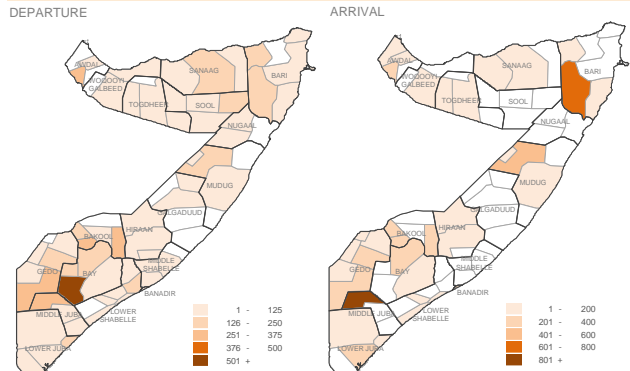 DEPARTURE
AWDAL
WOQOOYI
GALBEED
TOGDHEER
SANAAG
SOOL
BARI
NUGAAL
MUDUG
GALGADUUD
HIRAAN
BAKOOL
GEDO
BAY
MIDDLE
SHABELLE
BANADIR
LOWER
SHABELLE
MIDDLE JUBA
LOWER JUBA
1 - 125
126 - 250
251 - 375
376 - 500
501 +
ARRIVAL
AWDAL
WOQOOYI
GALBEED
TOGDHEER
SANAAG
SOOL
BARI
NUGAAL
MUDUG
GALGADUUD
HIRAAN
BAKOOL
GEDO
BAY
MIDDLE
SHABELLE
BANADIR
LOWER
SHABELLE
MIDDLE JUBA
LOWER JUBA
1 - 200
201 - 400
401 - 600
601 - 800
801 +